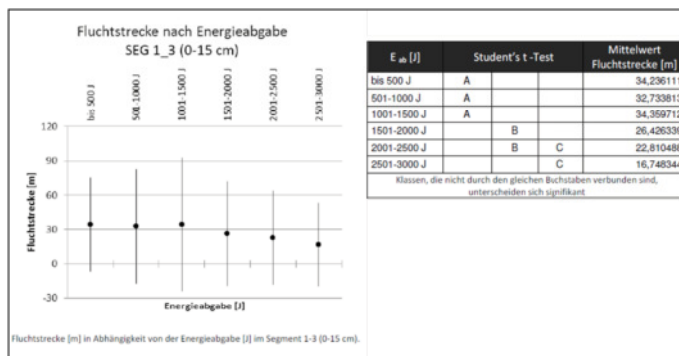 Fluchtstrecke nach Energieabgabe
SEG 1_3 (0-15 cm)
bis 500 J
501-1000 J
1001-1500 J
1501-2000 J
2001-2500 J
2501-3000 J
120
90
60
30
0
-30
Fluchtstrecke [m]
Energieabgabe [J]
Fluchtstrecke [m] in Abhängigkeit von der Energieabgabe [J] im Segment 1-3 (0-15 cm).
E ab [J] Student's t -Test Mittelwert
Fluchtstrecke [m]
bis 500 J A 34,236111
501-1000 J A 32,733813
1001-1500 J A 34,359712
1501-2000 J B 26,426339
2001-2500 J B C 22,810488
2501-3000 J C 16,748344
Klassen, die nicht durch den gleichen Buchstaben verbunden sind,
unterscheiden sich signifikant